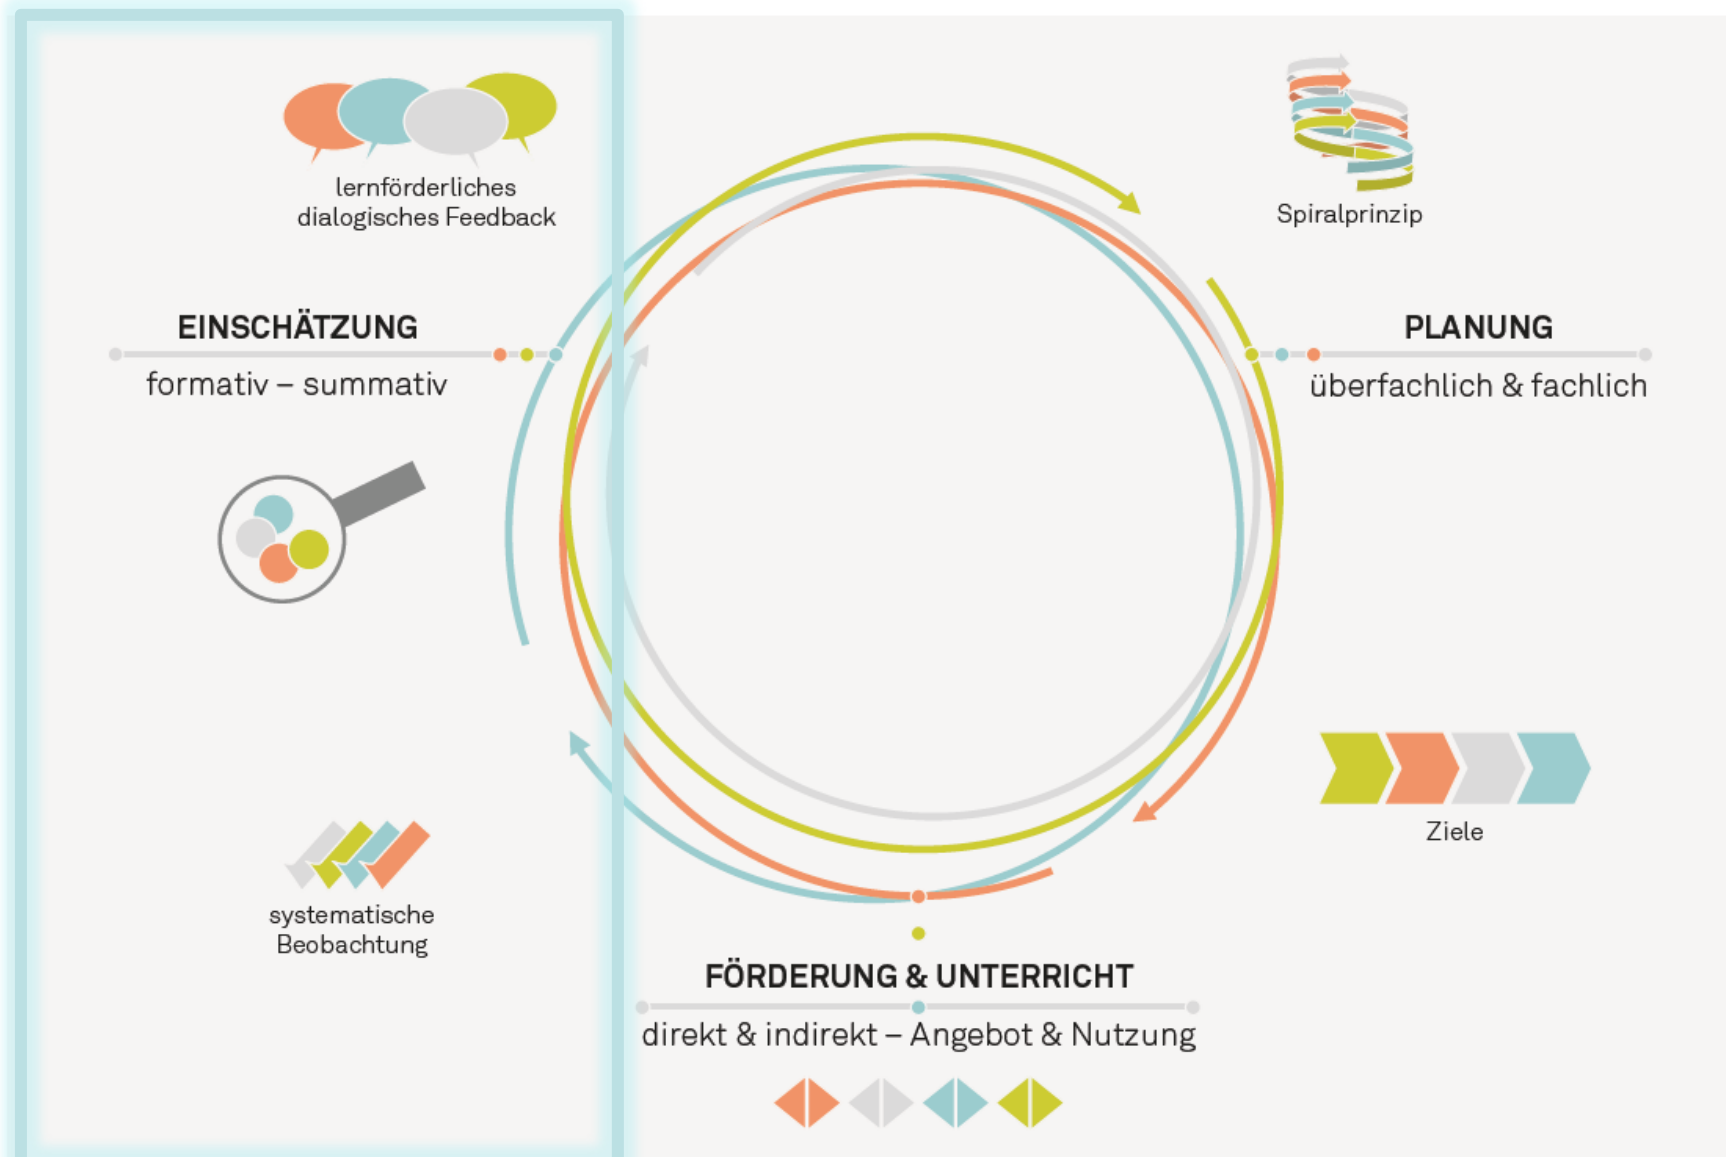 lernförderliches
dialogisches Feedback
EINSCHÄTZUNG
formativ – summativ
systematische
Beobachtung
Spiralprinzip
PLANUNG
überfachlich & fachlich
Ziele
FÖRDERUNG & UNTERRICHT
direkt & indirekt – Angebot & Nutzung